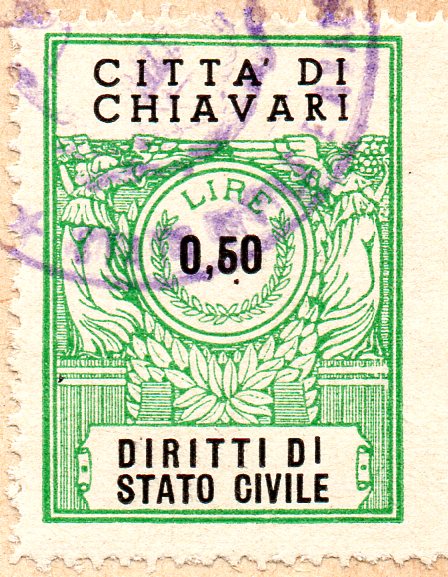 CITTA' DI
CHIAVARI
LIRE
0,50
DIRITTI DI
STATO CIVILE